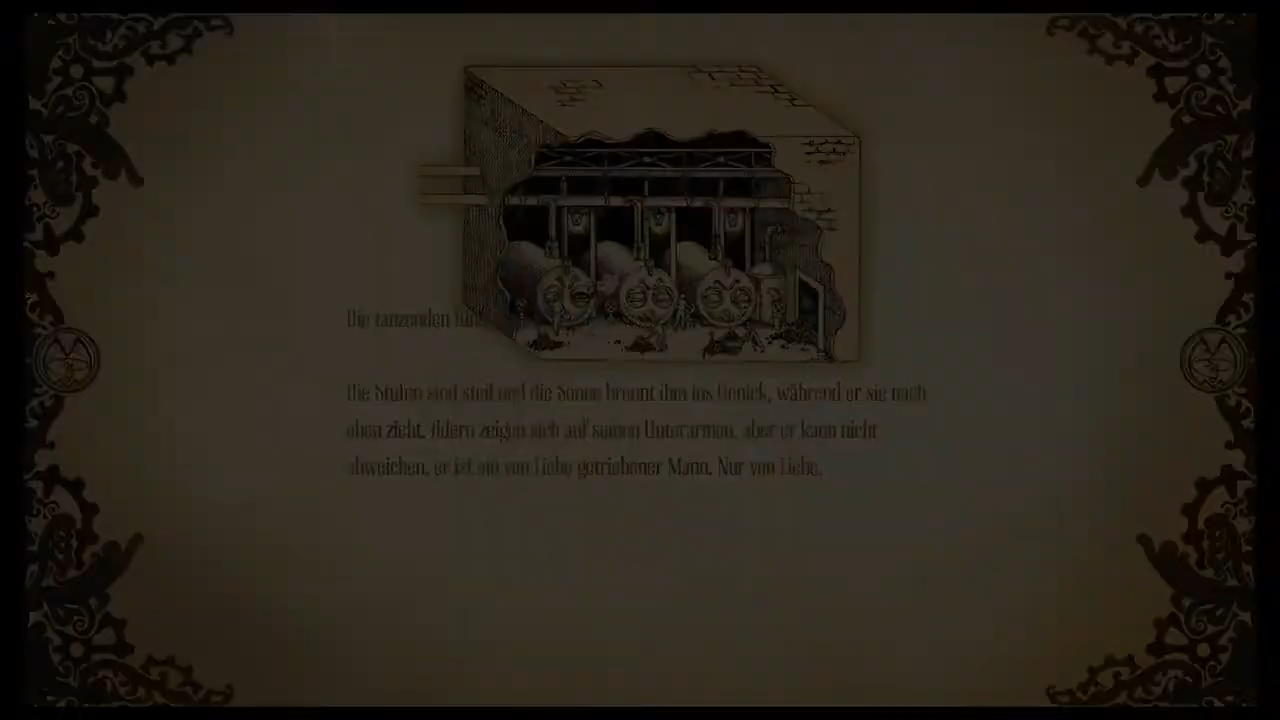 Die tanzenden
Die Stufen sind steil und die Sonne brennt ihm ins Genick, während er sie nach
oben zieht. Adern zeigen sich auf seinen Unterarmen, aber er kann nicht
abweichen, er ist ein von Liebe getriebener Mann. Nur von Liebe.